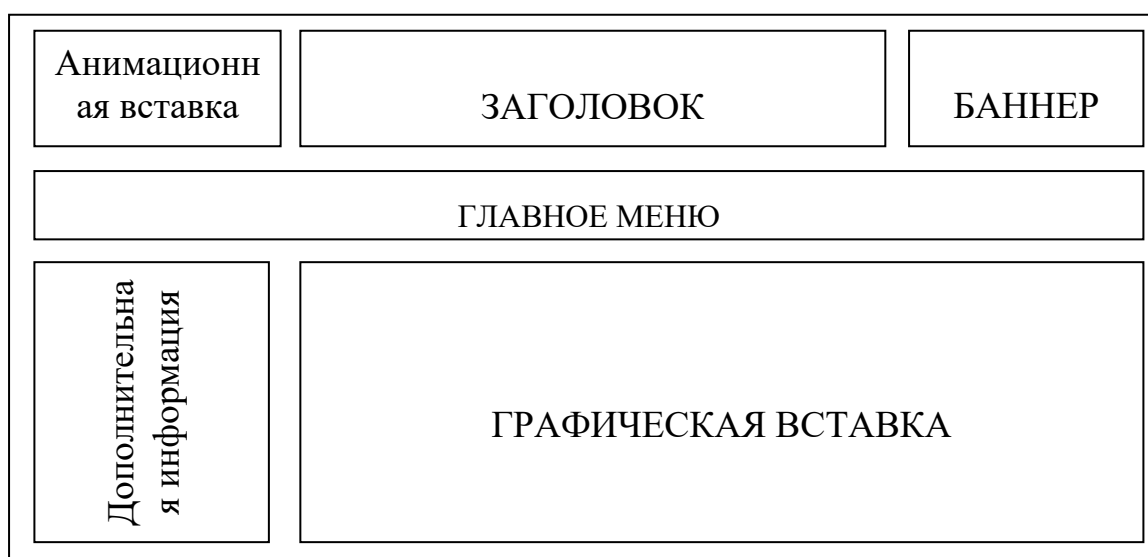 Анимационн
ая вставка
ЗАГОЛОВОК
БАННЕР
ГЛАВНОЕ МЕНЮ
Дополнительна
я информация
ГРАФИЧЕСКАЯ ВСТАВКА